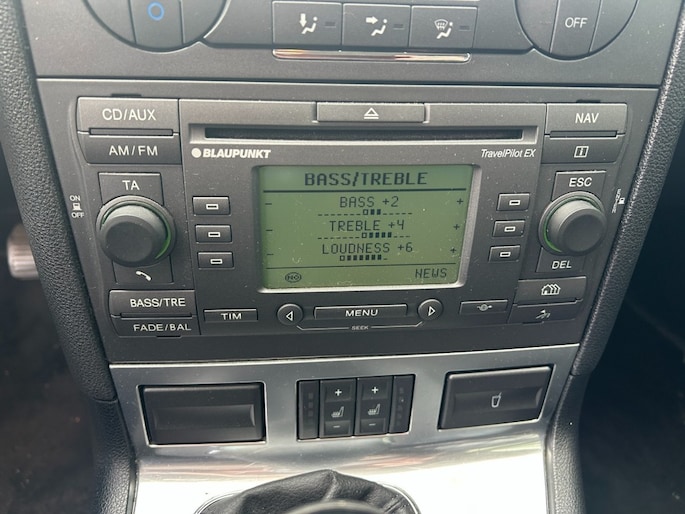 OFF
CD/AUX
NAV
AM/FM
BLAUPUNKT
TravelPilot EX
i
BASS/TREBLE
TA
ESC
- BASS +2 +
ON
OFF
- TREBLE +4 +
- LOUDNESS +6 +
DEL
NEWS
BASS/TRE
TIM
MENU
FADE/BAL
SEEK
+ +
- -